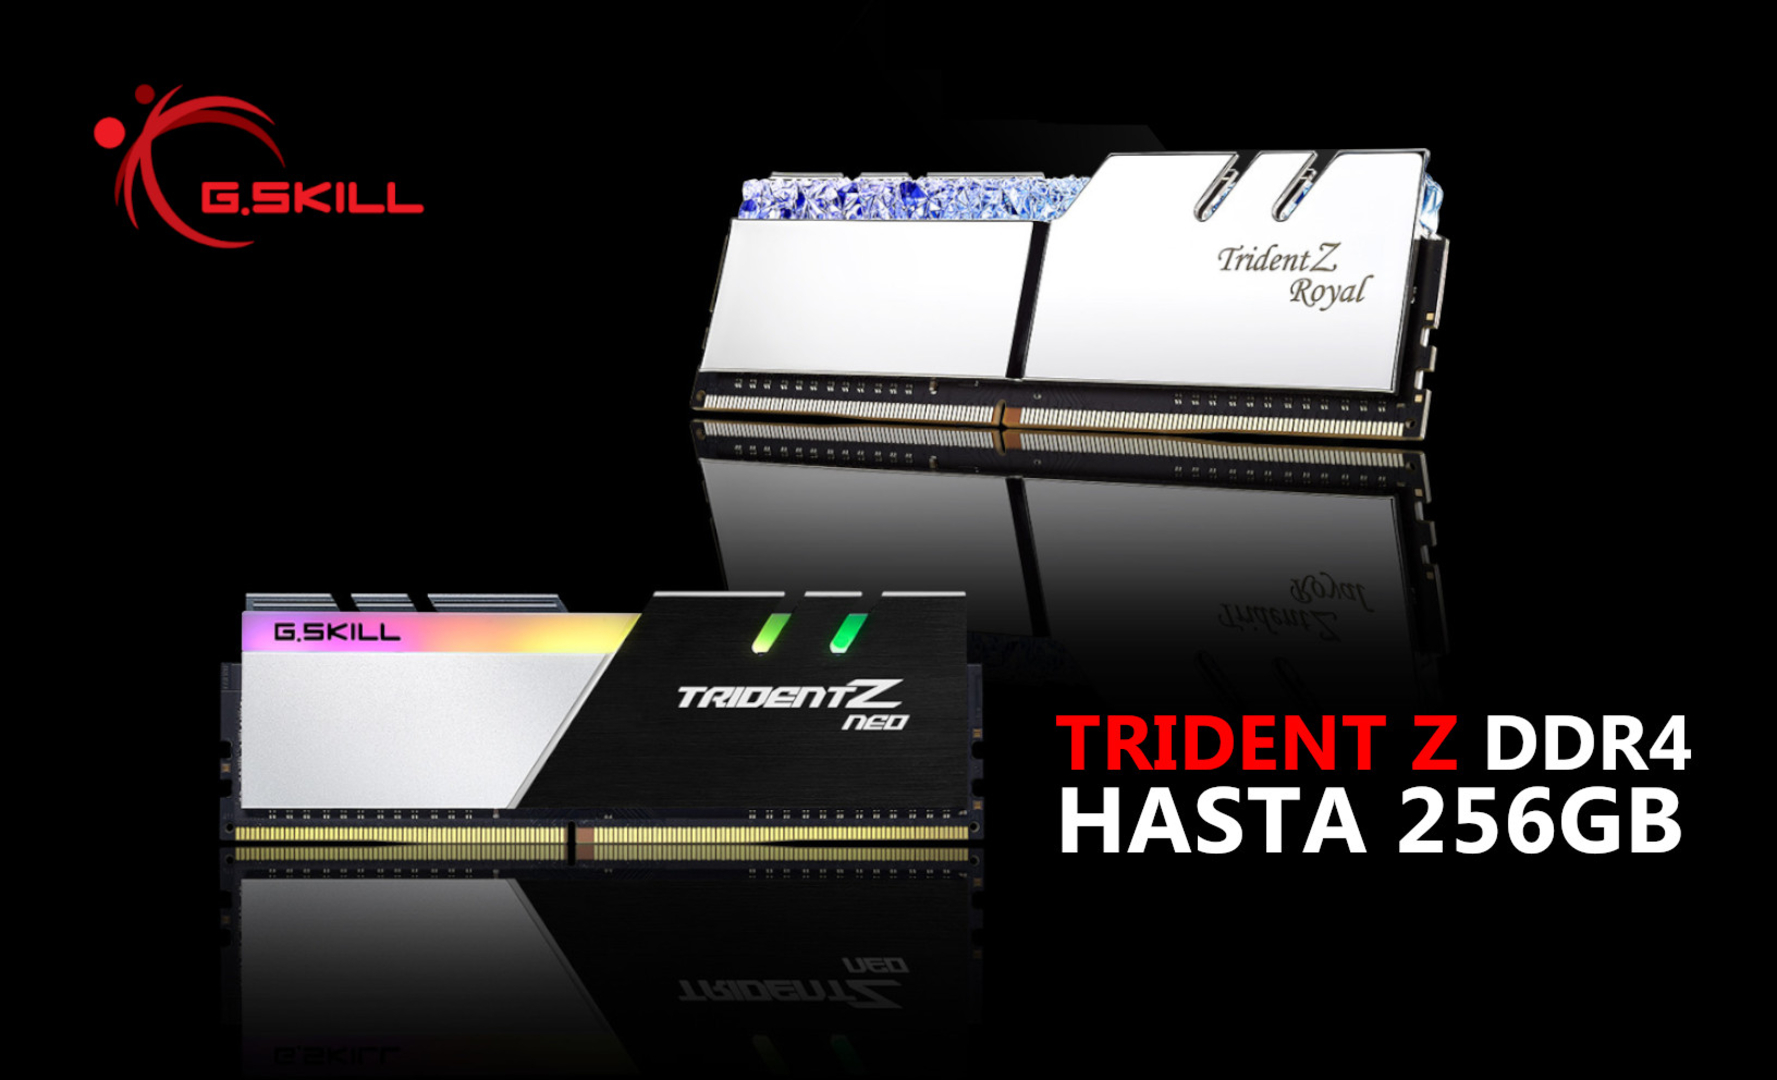 G.SKILL
Trident Z
Royal
G.SKILL
TRIDENT Z
NEO
TRIDENT Z DDR4
HASTA 256GB